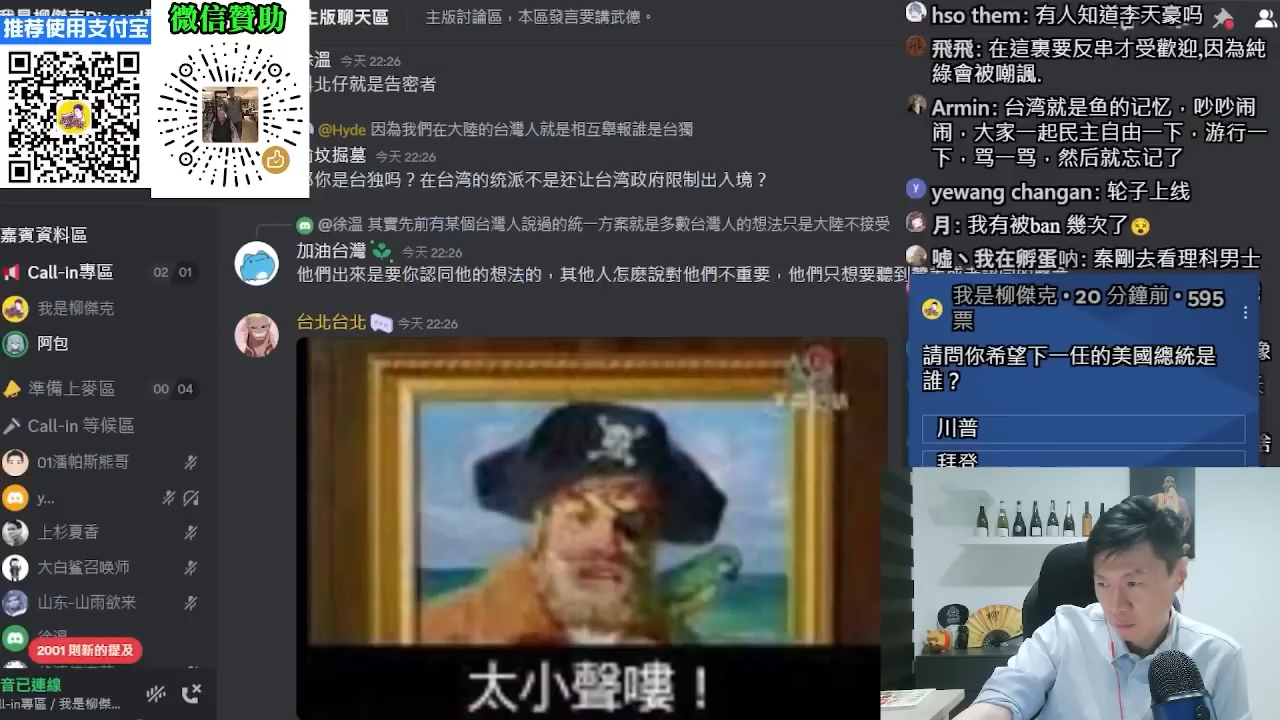 推荐使用支付宝
微信贊助
主版聊天區
主版討論區，本區發言要講武德。
今天 22:26
北仔就是告密者
@Hyde 因為我們在大陸的台灣人就是相互舉報誰是台獨
坟掘墓 今天 22:26
你是台独吗？在台湾的统派不是还让台湾政府限制出入境？
@徐溫 其實先前有某個台灣人說過的統一方案就是多數台灣人的想法只是大陸不接受
加油台灣 今天 22:26
他們出來是要你認同他的想法的，其他人怎麼說對他們不重要，他們只想要聽到
台北台北 今天 22:26
太小聲嘍！
嘉賓資料區
Call-in專區 02 01
我是柳傑克
阿包
準備上麥區 00 04
Call-in 等候區
01潘帕斯熊哥
y...
上杉夏香
大白鲨召唤师
山东-山雨欲来
2001 則新的提及
音已連線
ll-in專區 / 我是柳傑...
hso them: 有人知道李天豪吗
飛飛: 在這裏要反串才受歡迎,因為純
綠會被嘲諷.
Armin: 台湾就是鱼的记忆，吵吵闹
闹，大家一起民主自由一下，游行一
下，骂一骂，然后就忘记了
yewang changan: 轮子上线
月: 我有被ban 幾次了😵
噓丶我在孵蛋呐: 秦剛去看理科男士
我是柳傑克 • 20 分鐘前 • 595
票
請問你希望下一任的美國總統是
誰？
川普
拜登